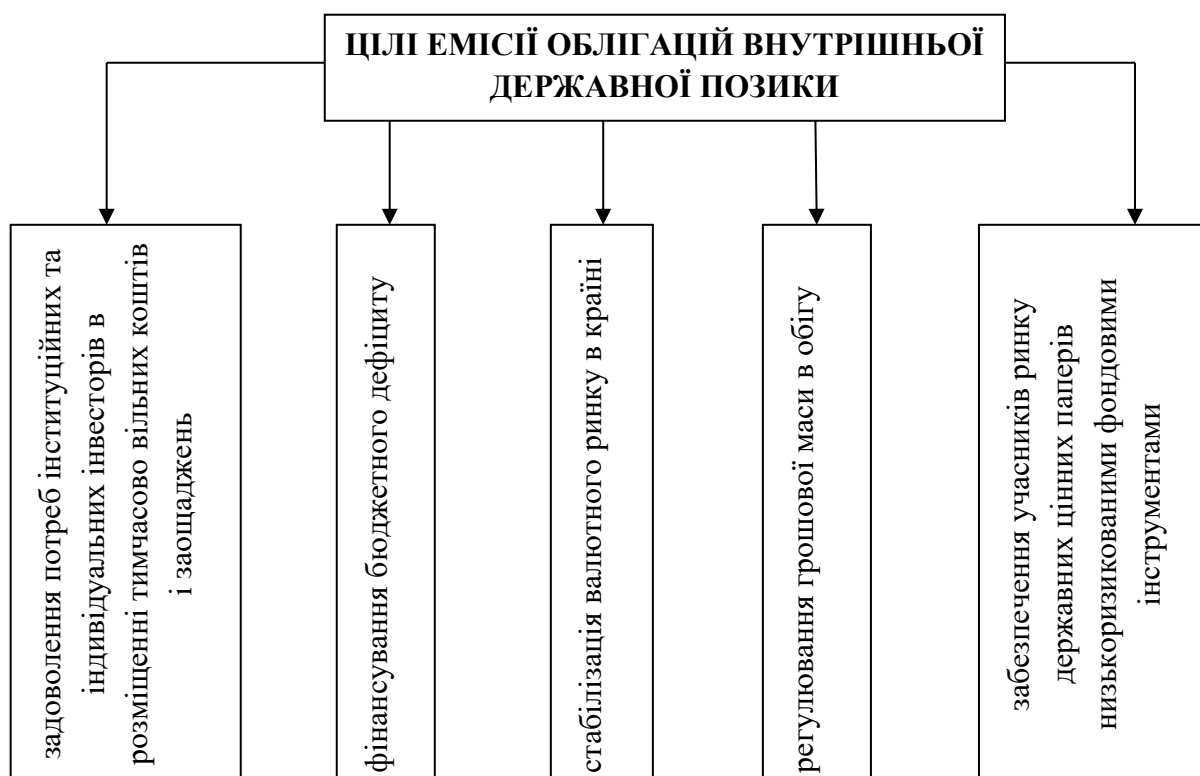 ЦІЛІ ЕМІСІЇ ОБЛІГАЦІЙ ВНУТРІШНЬОЇ
ДЕРЖАВНОЇ ПОЗИКИ
задоволення потреб інституційних та
індивідуальних інвесторів в
розміщенні тимчасово вільних коштів
і заощаджень
фінансування бюджетного дефіциту
стабілізація валютного ринку в країні
регулювання грошової маси в обігу
забезпечення учасників ринку
державних цінних паперів
низькоризикованими фондовими
інструментами